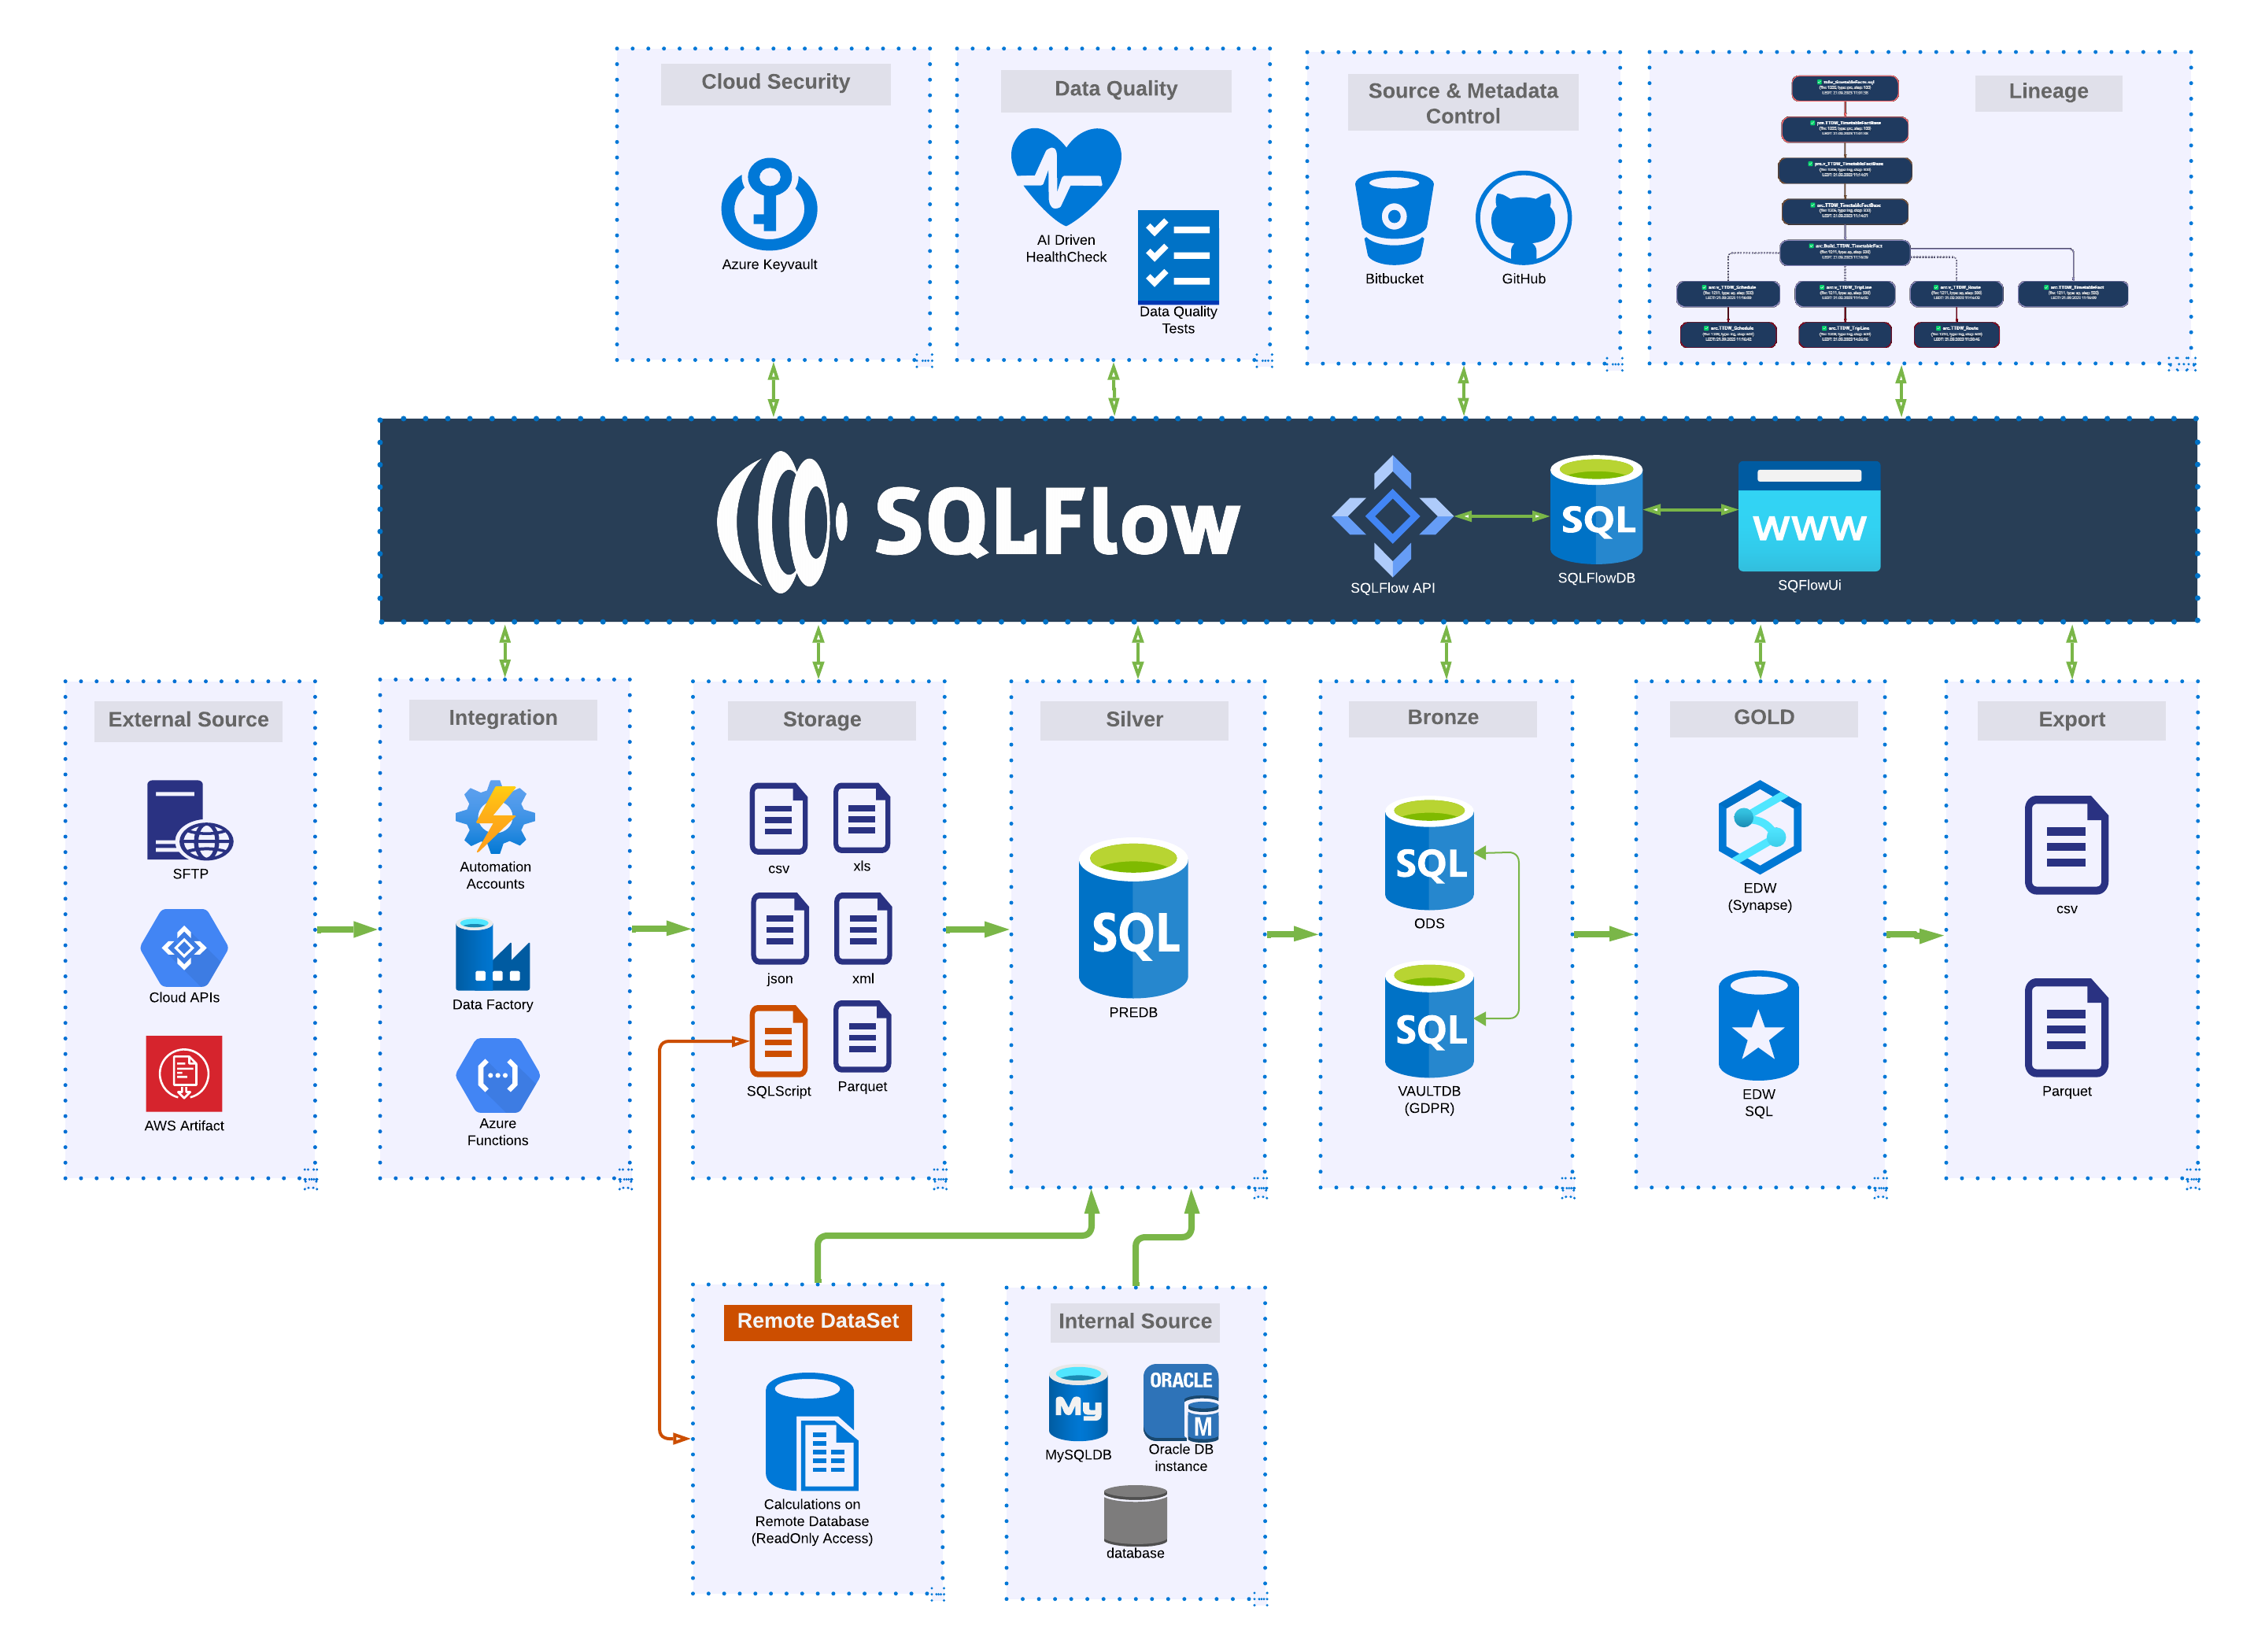 Cloud Security
Azure Keyvault
Data Quality
AI Driven
HealthCheck
Data Quality
Tests
Source & Metadata
Control
Bitbucket
GitHub
Lineage
SQLFlow
SQLFlow API
SQL
SQLFlowDB
WWW
SQFlowUi
External Source
SFTP
Cloud APIs
AWS Artifact
Integration
Automation
Accounts
Data Factory
Azure
Functions
Storage
csv
xls
json
xml
SQLScript
Parquet
Silver
SQL
PREDB
Bronze
SQL
ODS
SQL
VAULTDB
(GDPR)
GOLD
EDW
(Synapse)
EDW
SQL
Export
csv
Parquet
Remote DataSet
Calculations on
Remote Database
(ReadOnly Access)
Internal Source
My
MySQLDB
ORACLE
M
Oracle DB
instance
database